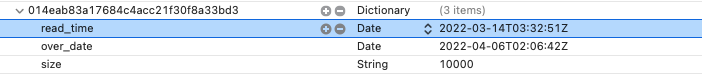 014eab83a17684c4acc21f30f8a33bd3 Dictionary (3 items)
read_time Date 2022-03-14T03:32:51Z
over_date Date 2022-04-06T02:06:42Z
size String 10000